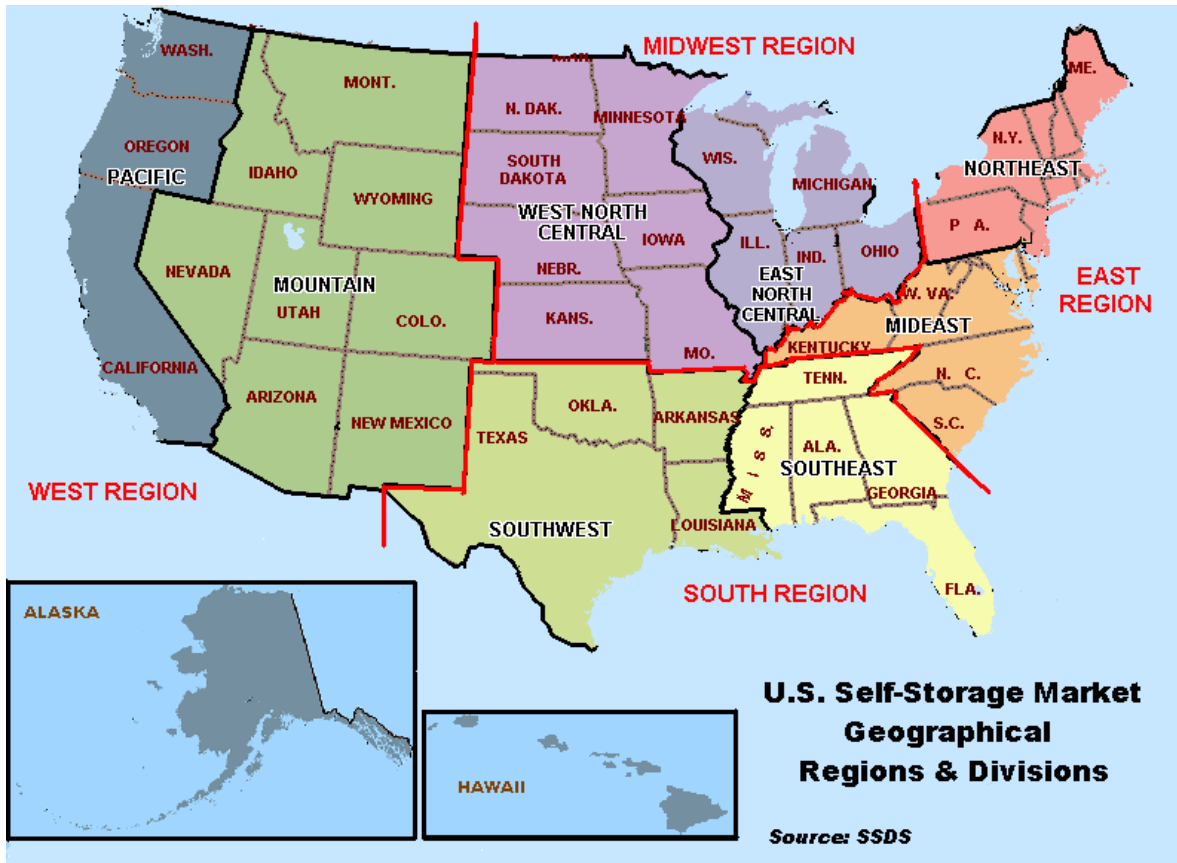 MIDWEST REGION
WASH.
ME.
MONT.
N. DAK.
MINNESOTA
N.Y.
OREGON
WIS.
NORTHEAST
PACIFIC
IDAHO
SOUTH
DAKOTA
MICHIGAN
WYOMING
WEST NORTH
CENTRAL
IOWA
P A.
ILL.
IND.
OHIO
NEVADA
NEBR.
EAST
NORTH
CENTRAL
EAST
REGION
MOUNTAIN
UTAH
COLO.
KANS.
W. VA.
MIDEAST
KENTUCKY
CALIFORNIA
MO.
TENN.
N. C.
ARIZONA
NEW MEXICO
OKLA.
TEXAS
ARKANSAS
MISS.
ALA.
S.C.
SOUTHEAST
GEORGIA
WEST REGION
SOUTHWEST
LOUISIANA
SOUTH REGION
FLA.
ALASKA
HAWAII
U.S. Self-Storage Market
Geographical
Regions & Divisions
Source: SSDS